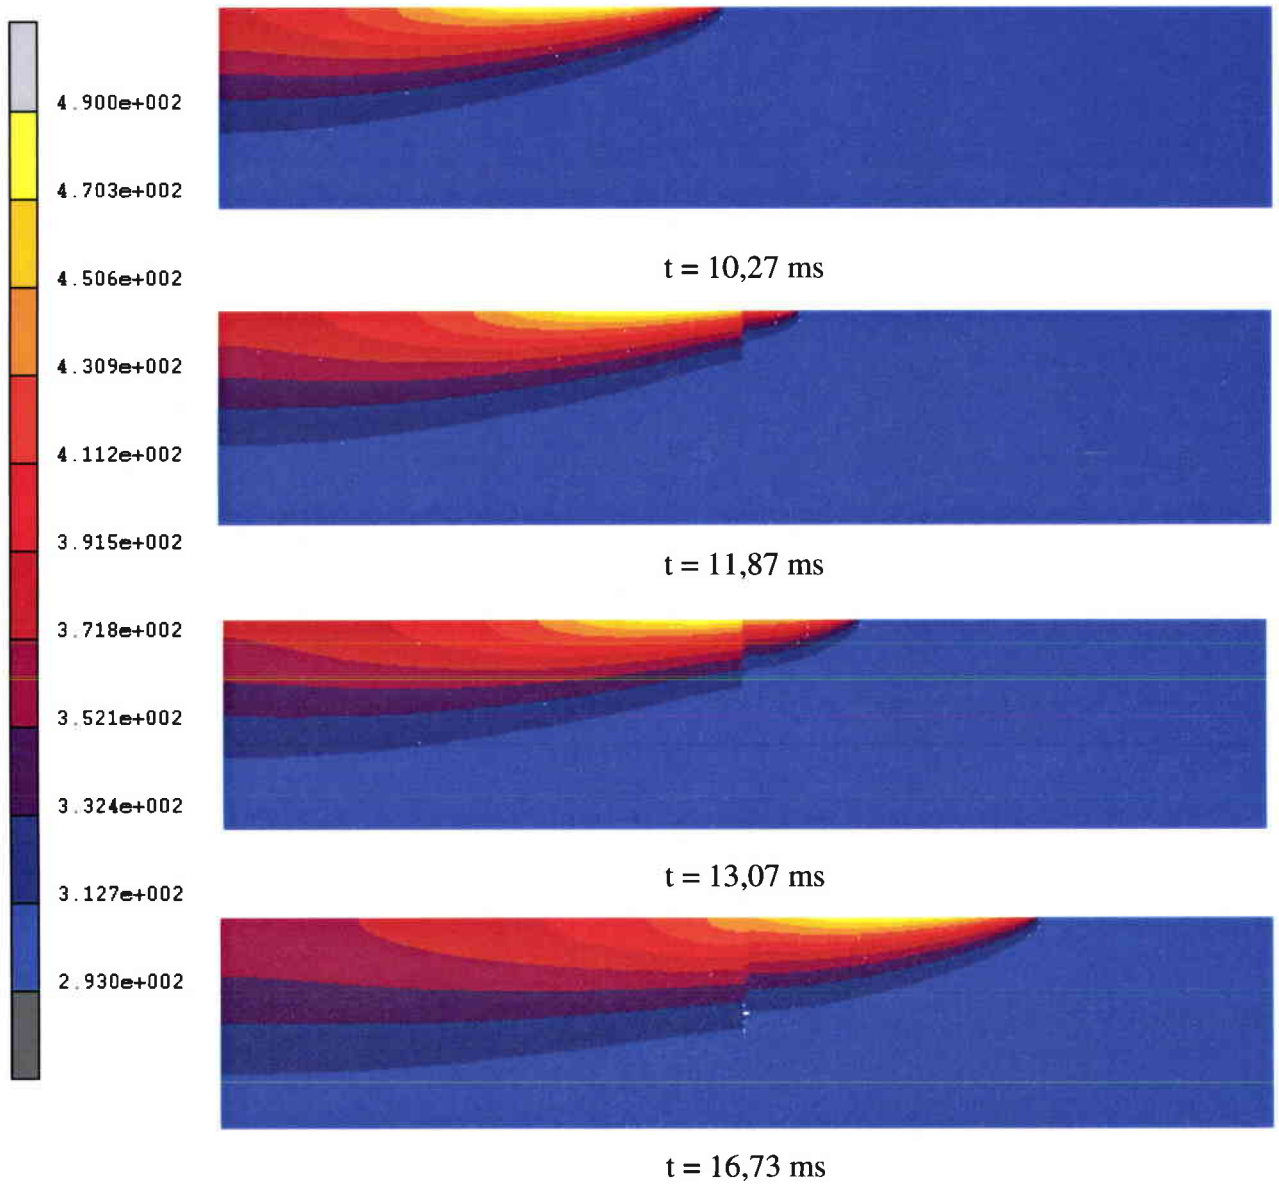 4.900e+002
4.703e+002
4.506e+002
4.309e+002
4.112e+002
3.915e+002
3.718e+002
3.521e+002
3.324e+002
3.127e+002
2.930e+002
t = 10,27 ms
t = 11,87 ms
t = 13,07 ms
t = 16,73 ms